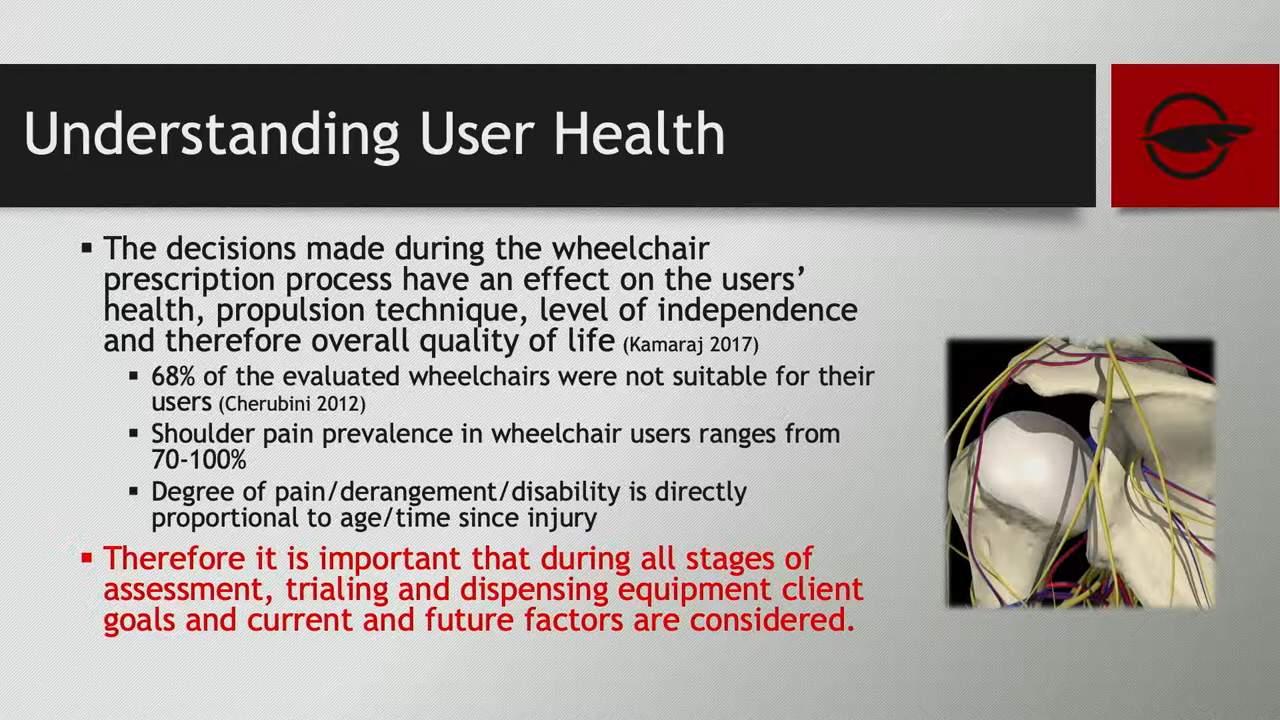 Understanding User Health
▪ The decisions made during the wheelchair
prescription process have an effect on the users’
health, propulsion technique, level of independence
and therefore overall quality of life (Kamaraj 2017)
▪ 68% of the evaluated wheelchairs were not suitable for their
users (Cherubini 2012)
▪ Shoulder pain prevalence in wheelchair users ranges from
70-100%
▪ Degree of pain/derangement/disability is directly
proportional to age/time since injury
▪ Therefore it is important that during all stages of
assessment, trialing and dispensing equipment client
goals and current and future factors are considered.